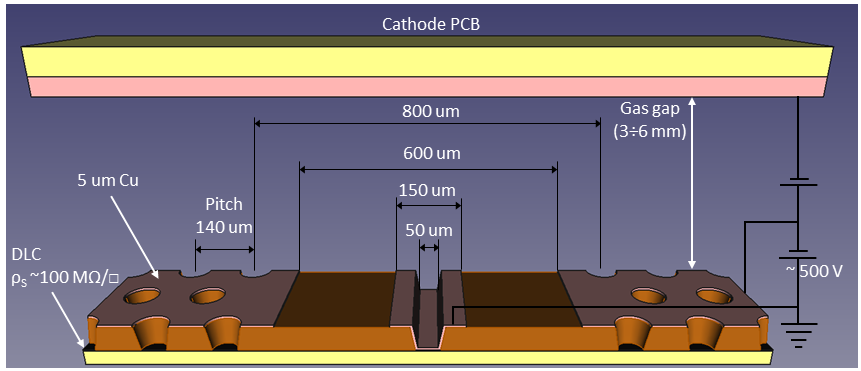 Cathode PCB
800 um
Gas gap
(3÷6 mm)
600 um
5 um Cu
150 um
Pitch
140 um
50 um
DLC
ρS ~100 MΩ/□
~ 500 V